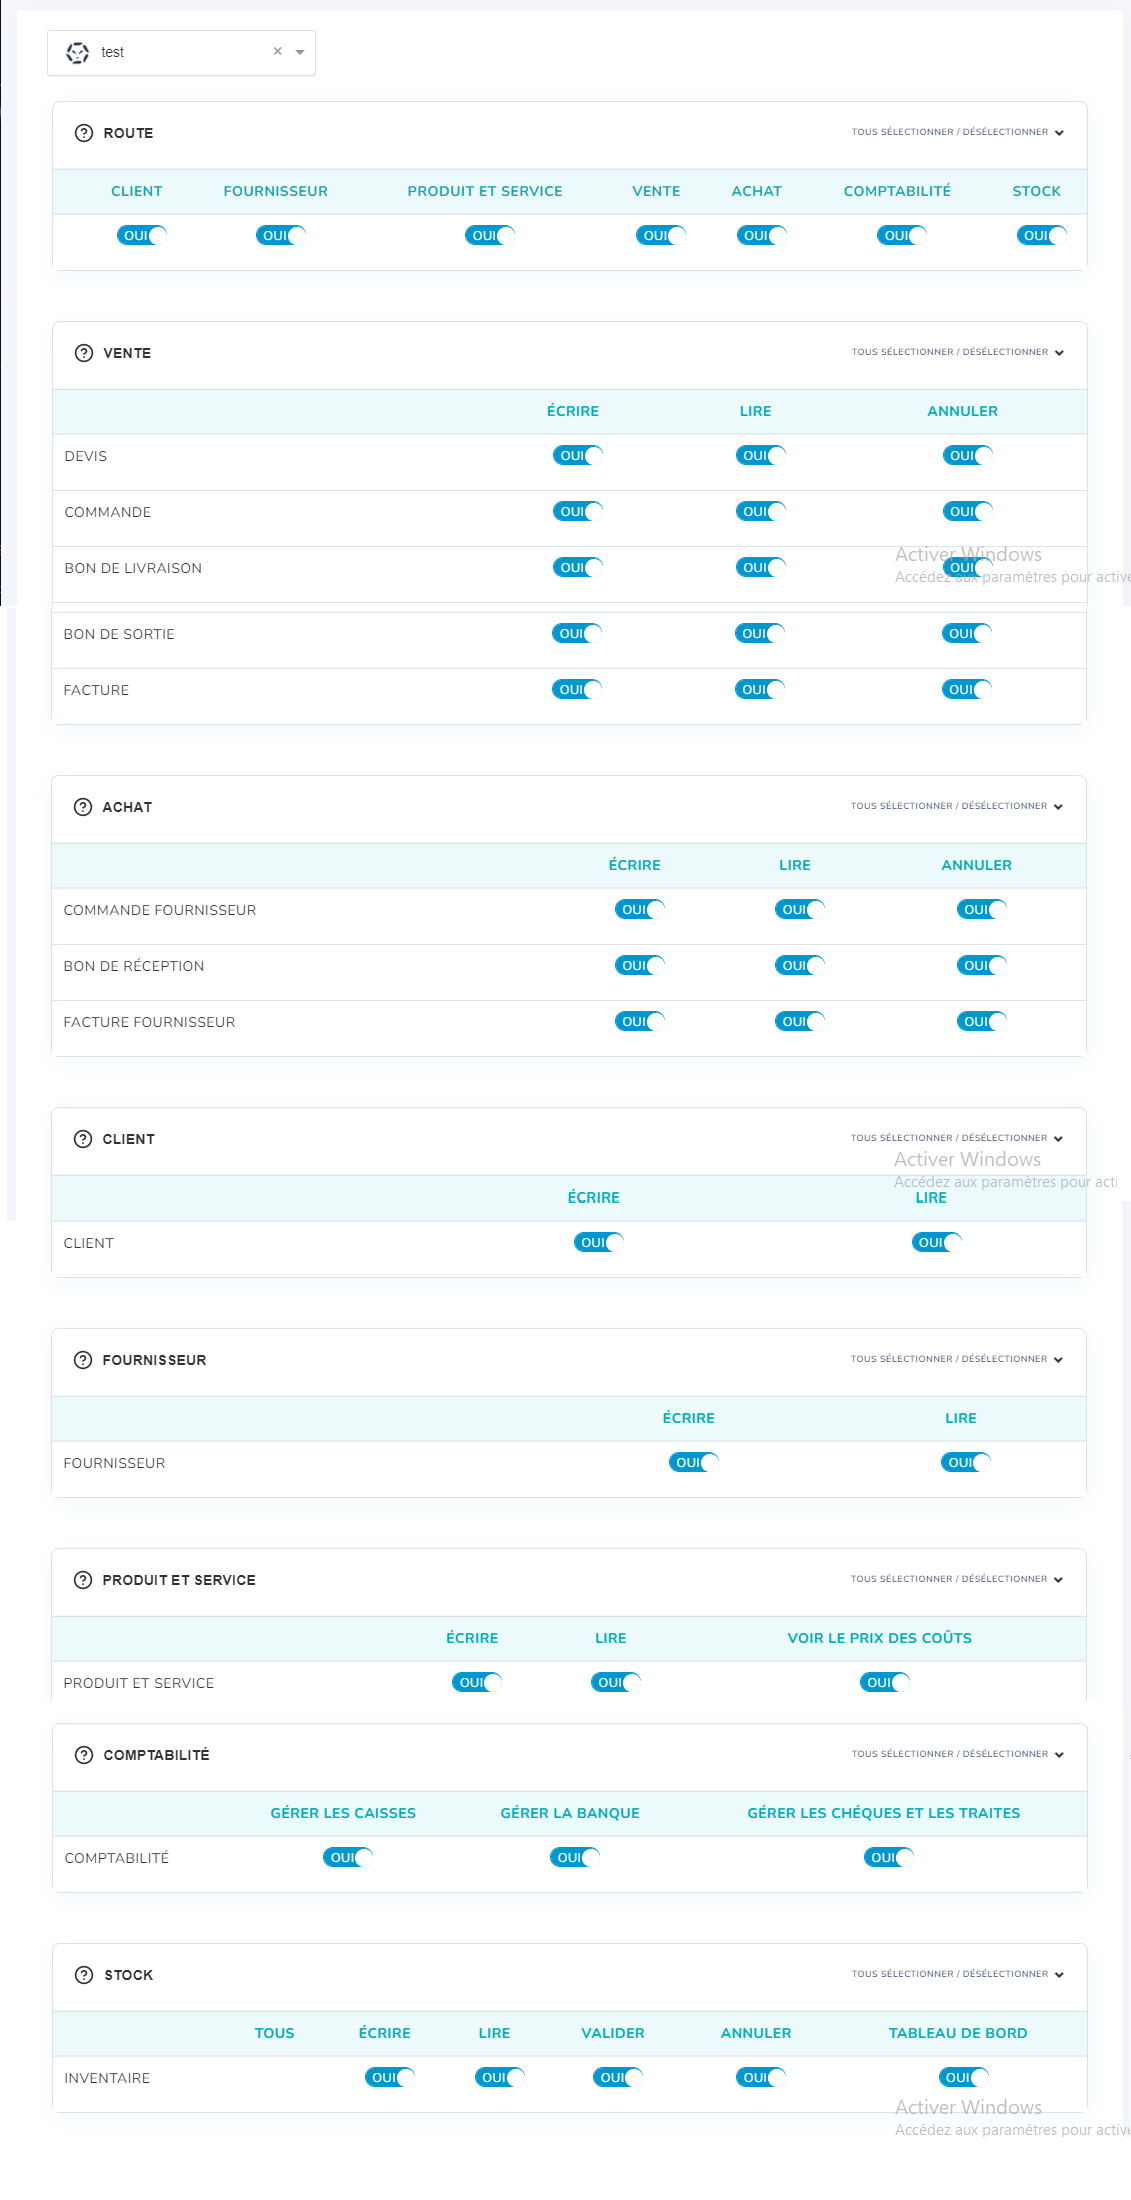 test
ROUTE TOUS SÉLECTIONNER / DÉSÉLECTIONNER
CLIENT FOURNISSEUR PRODUIT ET SERVICE VENTE ACHAT COMPTABILITÉ STOCK
OUI OUI OUI OUI OUI OUI OUI
VENTE TOUS SÉLECTIONNER / DÉSÉLECTIONNER
ÉCRIRE LIRE ANNULER
DEVIS OUI OUI OUI
COMMANDE OUI OUI OUI
Activer Windows
BON DE LIVRAISON OUI OUI OUI
Accédez aux paramètres pour active
BON DE SORTIE OUI OUI OUI
FACTURE OUI OUI OUI
ACHAT TOUS SÉLECTIONNER / DÉSÉLECTIONNER
ÉCRIRE LIRE ANNULER
COMMANDE FOURNISSEUR OUI OUI OUI
BON DE RÉCEPTION OUI OUI OUI
FACTURE FOURNISSEUR OUI OUI OUI
CLIENT TOUS SÉLECTIONNER / DÉSÉLECTIONNER
Activer Windows
Accédez aux paramètres pour acti
ÉCRIRE LIRE
CLIENT OUI OUI
FOURNISSEUR TOUS SÉLECTIONNER / DÉSÉLECTIONNER
ÉCRIRE LIRE
FOURNISSEUR OUI OUI
PRODUIT ET SERVICE TOUS SÉLECTIONNER / DÉSÉLECTIONNER
ÉCRIRE LIRE VOIR LE PRIX DES COÛTS
PRODUIT ET SERVICE OUI OUI OUI
COMPTABILITÉ TOUS SÉLECTIONNER / DÉSÉLECTIONNER
GÉRER LES CAISSES GÉRER LA BANQUE GÉRER LES CHÉQUES ET LES TRAITES
COMPTABILITÉ OUI OUI OUI
STOCK TOUS SÉLECTIONNER / DÉSÉLECTIONNER
TOUS ÉCRIRE LIRE VALIDER ANNULER TABLEAU DE BORD
INVENTAIRE OUI OUI OUI OUI OUI
Activer Windows
Accédez aux paramètres pour active